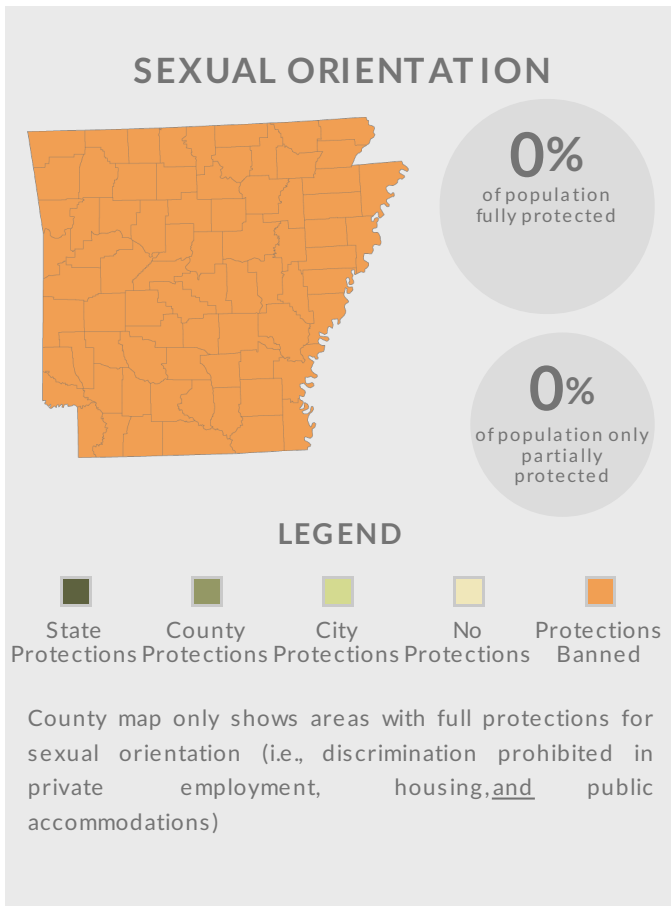 SEXUAL ORIENTATION
0%
of population
fully protected
0%
of population only
partially
protected
LEGEND
State
Protections
County
Protections
City
Protections
No
Protections
Protections
Banned
County map only shows areas with full protections for
sexual orientation (i.e., discrimination prohibited in
private employment, housing,and public
accommodations)